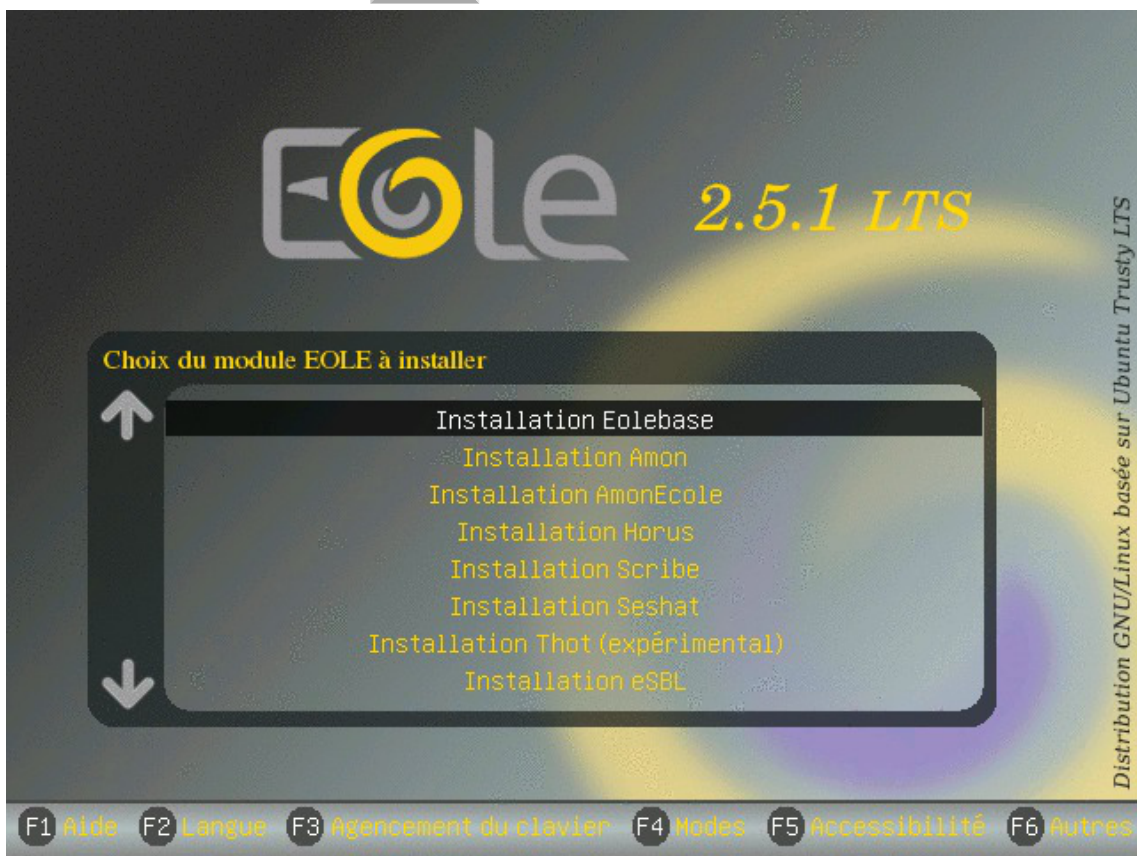 Eole 2.5.1 LTS
Choix du module EOLE à installer
Installation Eolebase
Installation Amon
Installation AmonEcole
Installation Horus
Installation Scribe
Installation Seshat
Installation Thot (expérimental)
Installation eSBL
Distribution GNU/Linux basée sur Ubuntu Trusty LTS
F1 Aide F2 Langue F3 Agencement du clavier F4 Modes F5 Accessibilité F6 Autres